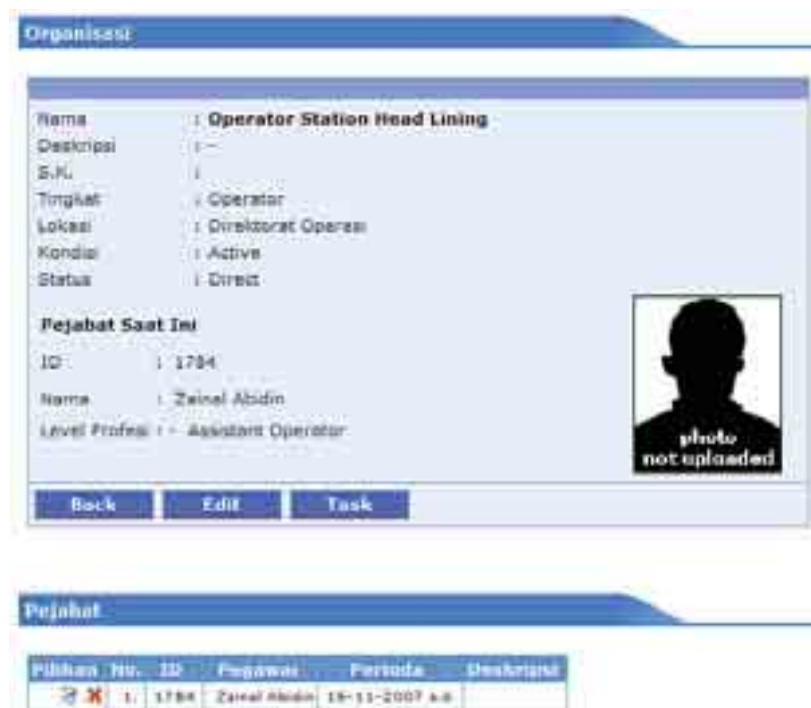 Organisasi
Nama : Operator Station Head Lining
Deskripsi : -
S.K. :
Tingkat : Operator
Lokasi : Direktorat Operasi
Kondisi : Active
Status : Direct
Pejabat Saat Ini
ID : 1784
Nama : Zainal Abidin
Level Profesi : - Assistant Operator
photo
not uploaded
Back Edit Task
Pejabat
Pilihan No. ID Pegawai Perioda Deskripsi
1. 1784 Zainal Abidin -11-2007 s.d